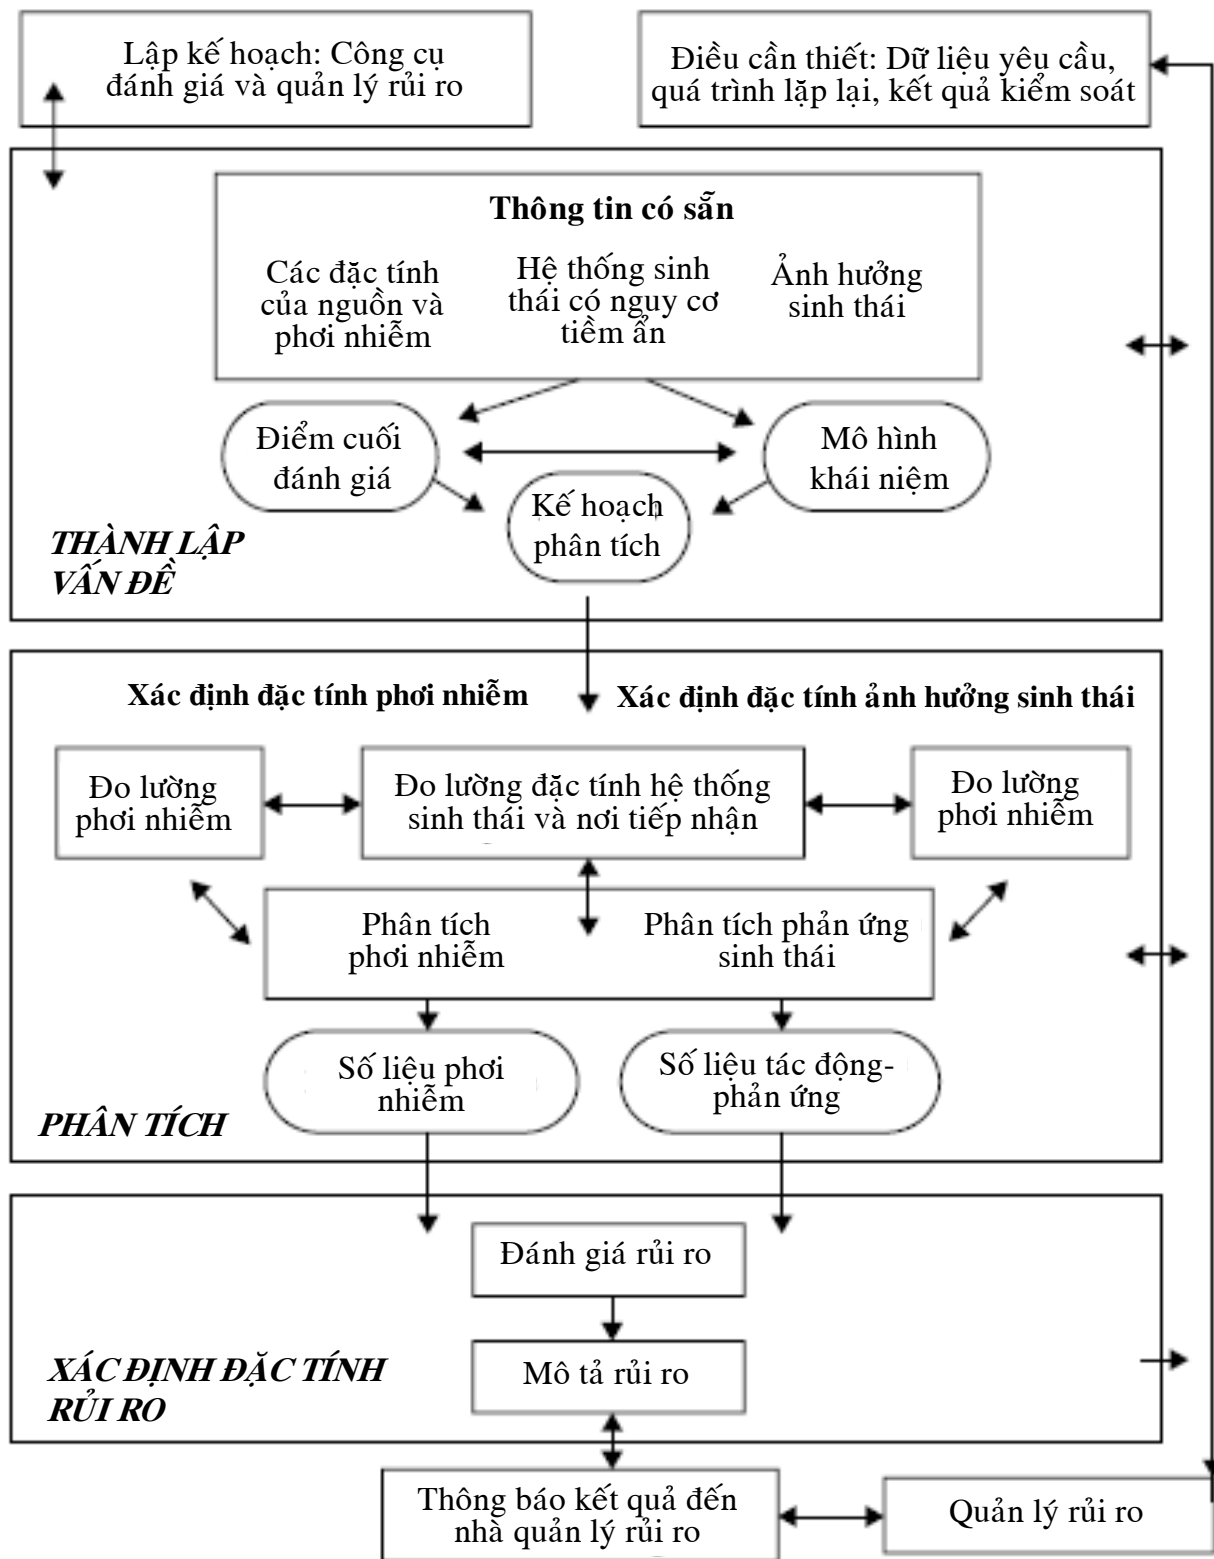 Lập kế hoạch: Công cụ
đánh giá và quản lý rủi ro
Điều cần thiết: Dữ liệu yêu cầu,
quá trình lặp lại, kết quả kiểm soát
Thông tin có sẵn
Các đặc tính
của nguồn và
phơi nhiễm
Hệ thống sinh
thái có nguy cơ
tiềm ẩn
Ảnh hưởng
sinh thái
Điểm cuối
đánh giá
Mô hình
khái niệm
Kế hoạch
phân tích
THÀNH LẬP
VẤN ĐỀ
Xác định đặc tính phơi nhiễm
Xác định đặc tính ảnh hưởng sinh thái
Đo lường
phơi nhiễm
Đo lường đặc tính hệ thống
sinh thái và nơi tiếp nhận
Đo lường
phơi nhiễm
Phân tích
phơi nhiễm
Phân tích phản ứng
sinh thái
Số liệu phơi
nhiễm
Số liệu tác động-
phản ứng
PHÂN TÍCH
Đánh giá rủi ro
Mô tả rủi ro
XÁC ĐỊNH ĐẶC TÍNH
RỦI RO
Thông báo kết quả đến
nhà quản lý rủi ro
Quản lý rủi ro